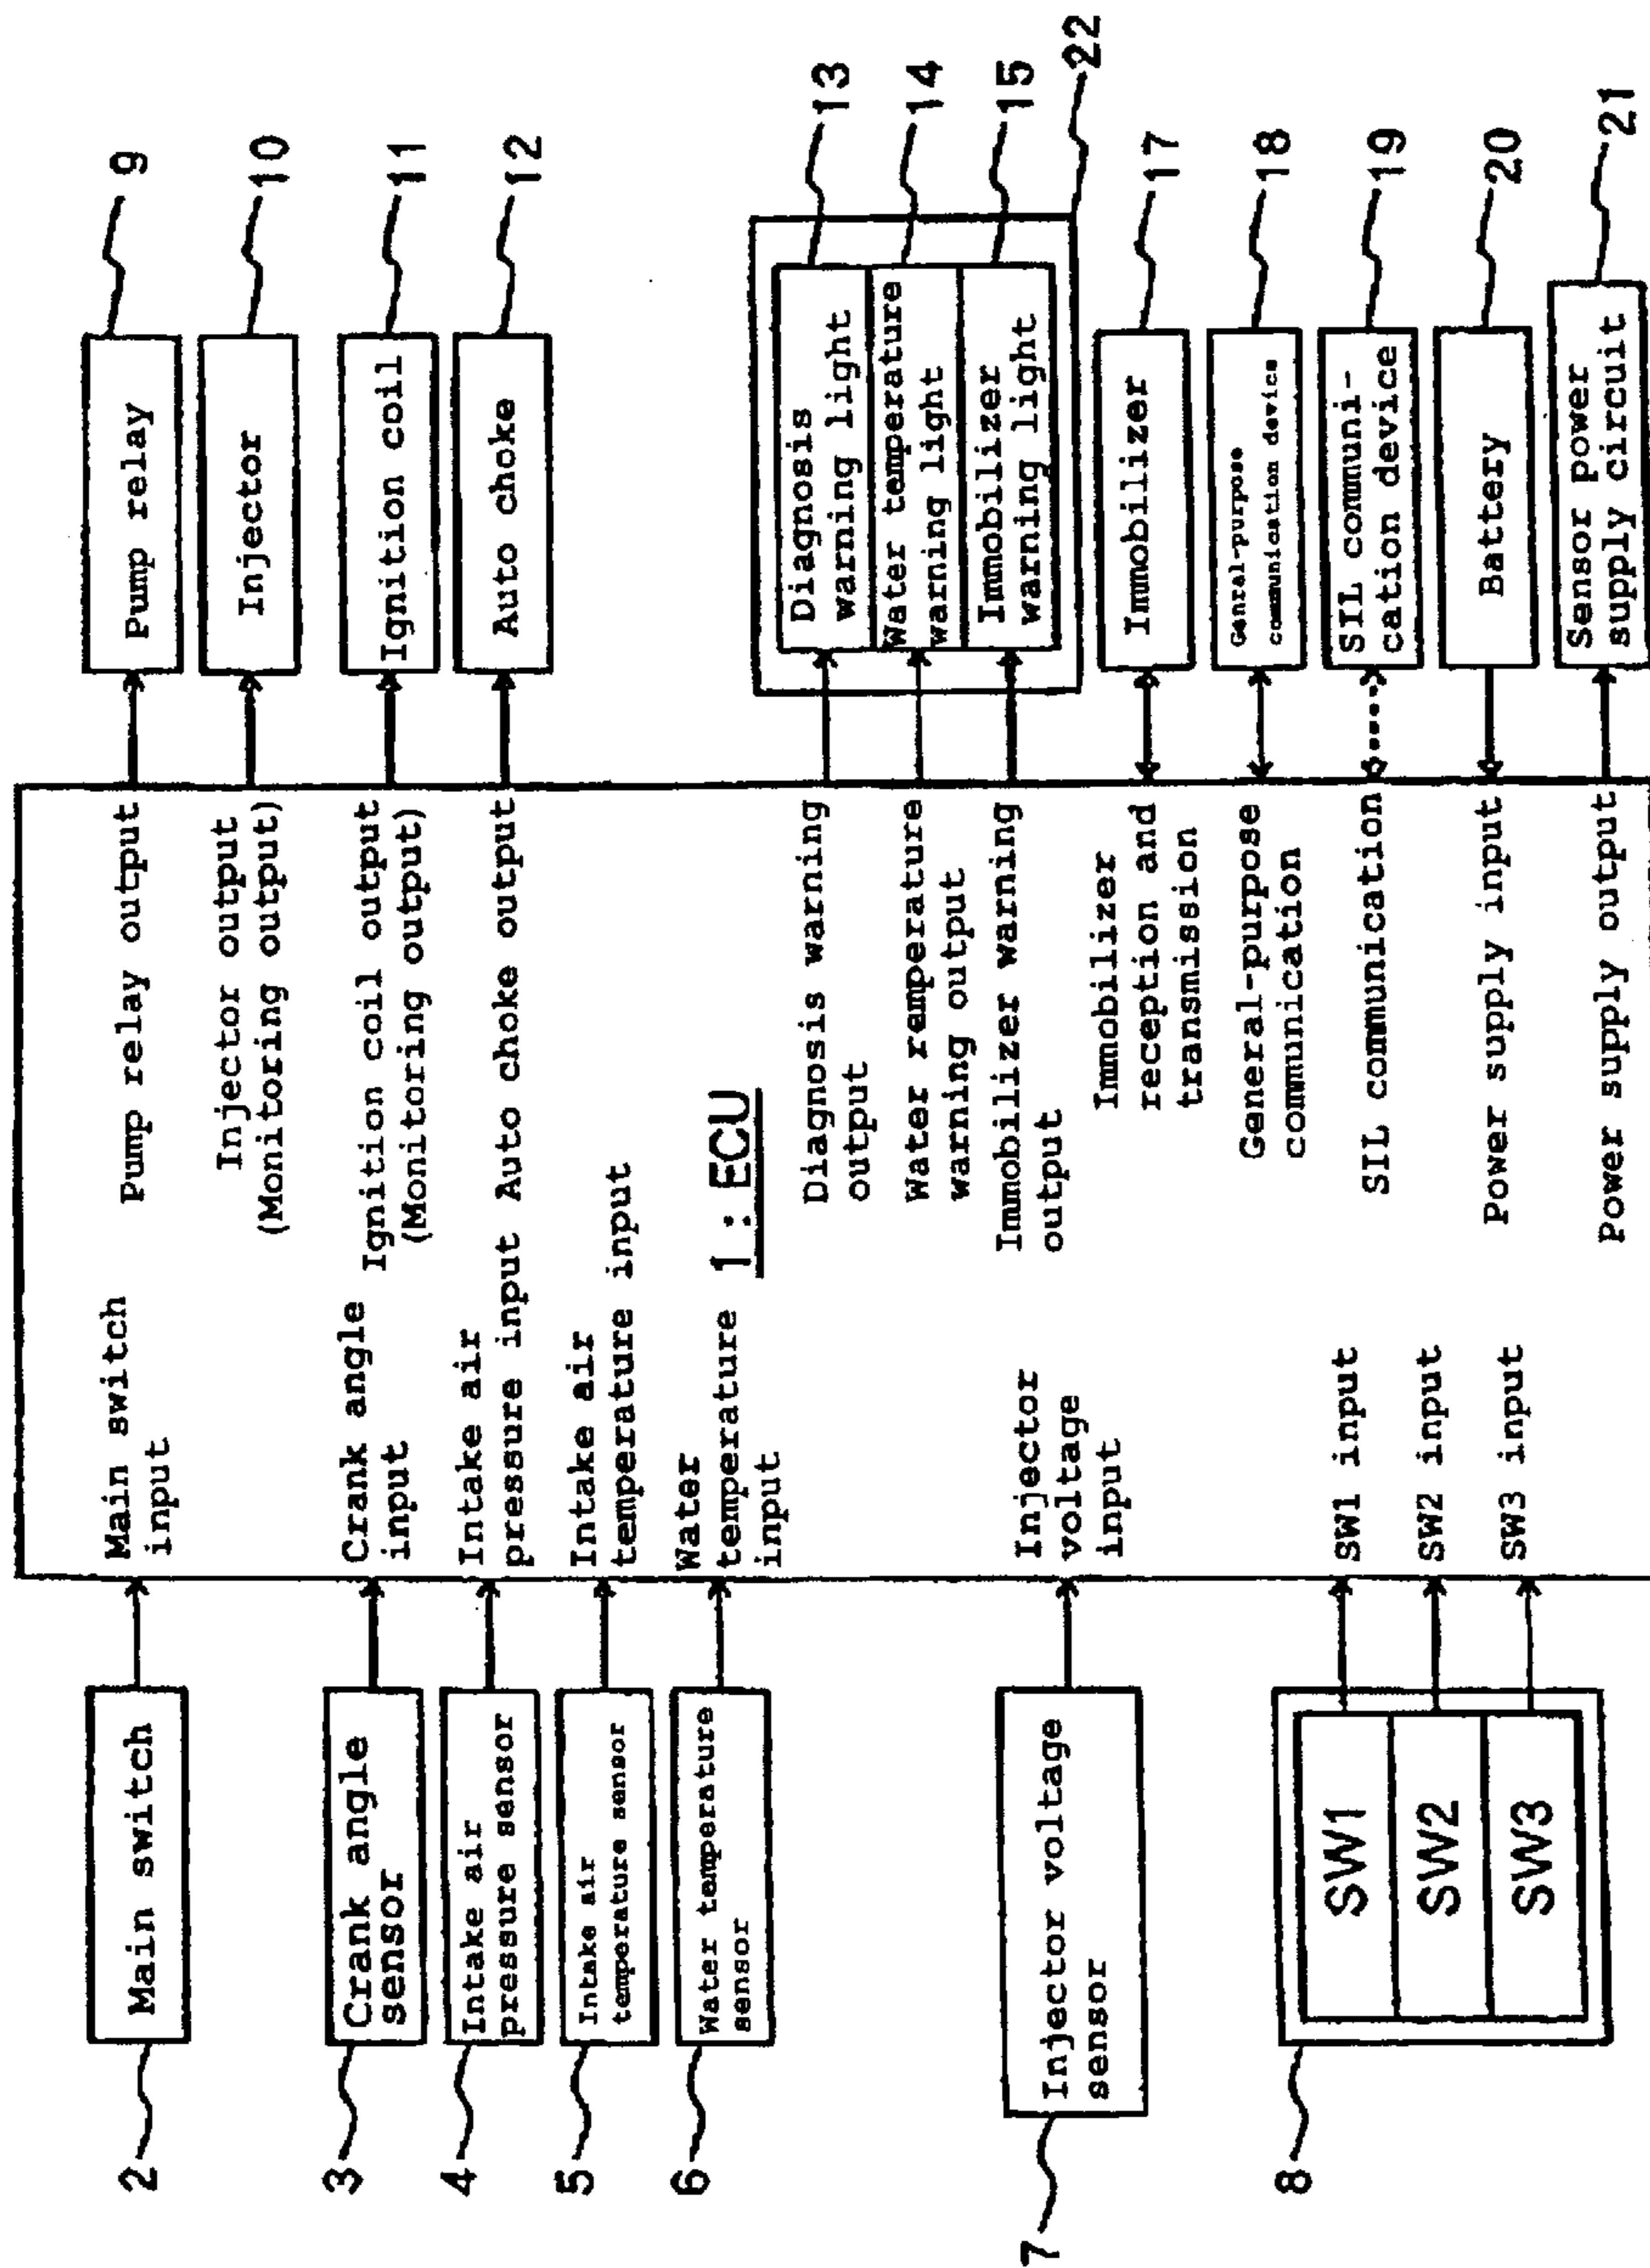 2
Main switch
3
Crank angle
sensor
4
Intake air
pressure sensor
5
Intake air
temperature sensor
6
Water temperature
sensor
7
Injector voltage
sensor
8
SW1
SW2
SW3
Main switch
input
Crank angle
input
Intake air
pressure input
Intake air
temperature input
Water
temperature
input
Injector
voltage
input
SW1 input
SW2 input
SW3 input
1 : ECU
Pump relay output
Injector output
(Monitoring output)
Ignition coil output
(Monitoring output)
Auto choke output
Diagnosis warning
output
Water remperature
warning output
Immobilizer warning
output
Immobilizer
reception and
transmission
General-purpose
communication
SIL communication
Power supply input
Power supply output
Pump relay
9
Injector
10
Ignition coil
11
Auto choke
12
Diagnosis
warning light
13
Water temperature
warning light
14
Immobilizer
warning light
15
22
Immobilizer
17
Genral-purpose
communication device
18
SIL communi-
cation device
19
Battery
20
Sensor power
supply circuit
21